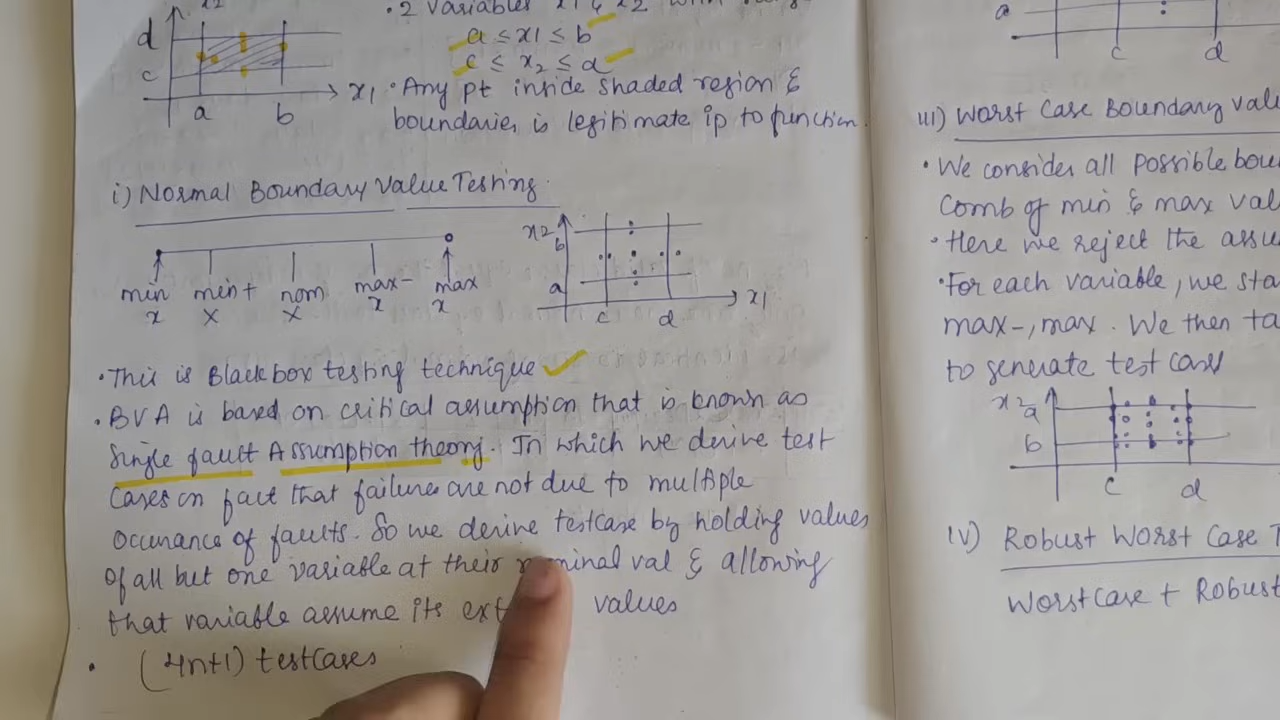 x2
d
c
a b
x1
• 2 variables x1 & x2 with
a ≤ x1 ≤ b
c ≤ x2 ≤ d
• Any pt inside shaded region &
boundaries is legitimate ip to function.
i) Normal Boundary Value Testing
min min+ nom max- max
x x x x x
x2
b
a
c d
x1
• This is Blackbox testing technique
• BVA is based on critical assumption that is known as
Single fault Assumption theory. In which we derive test
Cases on fact that failures are not due to multiple
Occurance of faults. So we derive testcase by holding values
Of all but one variable at their nominal val & allowing
that variable assume its values
• (4n+1) testcases
a
c d
III) Worst Case Boundary Val
• We consider all possible bou
Comb of min & max val
• Here we reject the assu
• For each variable, we sta
max-, max. We then ta
to generate test cases
x2
a
b
c d
IV) Robust Worst Case T
Worstcase + Robust